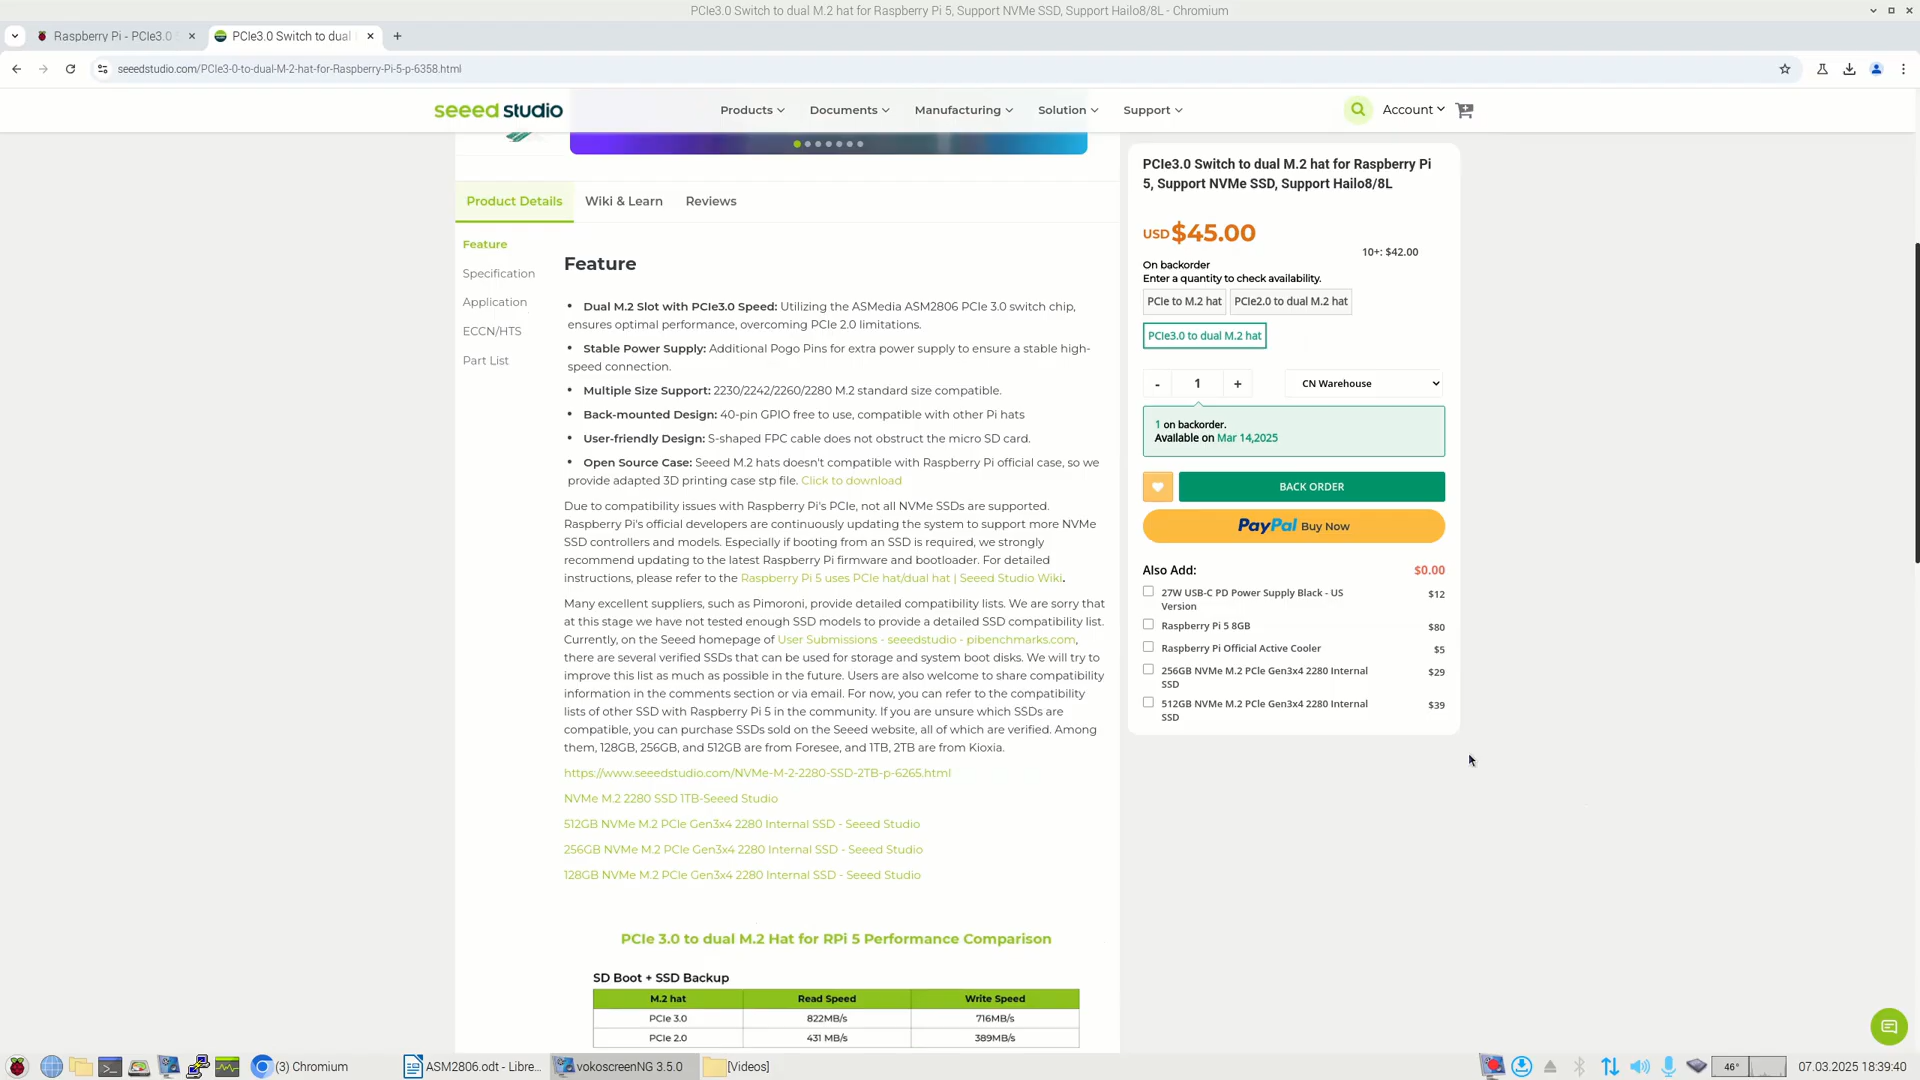 PCIe3.0 Switch to dual M.2 hat for Raspberry Pi 5, Support NVMe SSD, Support Hailo8/8L - Chromium
Raspberry Pi - PCIe3.0
PCIe3.0 Switch to dual
seeedstudio.com/PCIe3-0-to-dual-M-2-hat-for-Raspberry-Pi-5-p-6358.html
seeed studio
Products
Documents
Manufacturing
Solution
Support
Account
Product Details
Wiki & Learn
Reviews
Feature
Specification
Application
ECCN/HTS
Part List
Feature
• Dual M.2 Slot with PCIe3.0 Speed: Utilizing the ASMedia ASM2806 PCIe 3.0 switch chip,
ensures optimal performance, overcoming PCIe 2.0 limitations.
• Stable Power Supply: Additional Pogo Pins for extra power supply to ensure a stable high-
speed connection.
• Multiple Size Support: 2230/2242/2260/2280 M.2 standard size compatible.
• Back-mounted Design: 40-pin GPIO free to use, compatible with other Pi hats
• User-friendly Design: S-shaped FPC cable does not obstruct the micro SD card.
• Open Source Case: Seeed M.2 hats doesn't compatible with Raspberry Pi official case, so we
provide adapted 3D printing case stp file. Click to download
Due to compatibility issues with Raspberry Pi's PCIe, not all NVMe SSDs are supported.
Raspberry Pi's official developers are continuously updating the system to support more NVMe
SSD controllers and models. Especially if booting from an SSD is required, we strongly
recommend updating to the latest Raspberry Pi firmware and bootloader. For detailed
instructions, please refer to the Raspberry Pi 5 uses PCIe hat/dual hat | Seeed Studio Wiki.
Many excellent suppliers, such as Pimoroni, provide detailed compatibility lists. We are sorry that
at this stage we have not tested enough SSD models to provide a detailed SSD compatibility list.
Currently, on the Seeed homepage of User Submissions - seeedstudio - pibenchmarks.com,
there are several verified SSDs that can be used for storage and system boot disks. We will try to
improve this list as much as possible in the future. Users are also welcome to share compatibility
information in the comments section or via email. For now, you can refer to the compatibility
lists of other SSD with Raspberry Pi 5 in the community. If you are unsure which SSDs are
compatible, you can purchase SSDs sold on the Seeed website, all of which are verified. Among
them, 128GB, 256GB, and 512GB are from Foresee, and 1TB, 2TB are from Kioxia.
https://www.seeedstudio.com/NVMe-M-2-2280-SSD-2TB-p-6265.html
NVMe M.2 2280 SSD 1TB-Seeed Studio
512GB NVMe M.2 PCle Gen3x4 2280 Internal SSD - Seeed Studio
256GB NVMe M.2 PCle Gen3x4 2280 Internal SSD - Seeed Studio
128GB NVMe M.2 PCle Gen3x4 2280 Internal SSD - Seeed Studio
PCIe 3.0 to dual M.2 Hat for RPi 5 Performance Comparison
SD Boot + SSD Backup
M.2 hat Read Speed Write Speed
PCIe 3.0 822MB/s 716MB/s
PCIe 2.0 431 MB/s 389MB/s
PCIe3.0 Switch to dual M.2 hat for Raspberry Pi
5, Support NVMe SSD, Support Hailo8/8L
USD $45.00
10+: $42.00
On backorder
Enter a quantity to check availability.
PCIe to M.2 hat
PCIe2.0 to dual M.2 hat
PCIe3.0 to dual M.2 hat
- 1 +
CN Warehouse
1 on backorder.
Available on Mar 14,2025
BACK ORDER
PayPal Buy Now
Also Add: $0.00
27W USB-C PD Power Supply Black - US
Version $12
Raspberry Pi 5 8GB $80
Raspberry Pi Official Active Cooler $5
256GB NVMe M.2 PCle Gen3x4 2280 Internal
SSD $29
512GB NVMe M.2 PCle Gen3x4 2280 Internal
SSD $39
(3) Chromium
ASM2806.odt - Libre...
vokoscreenNG 3.5.0
[Videos]
46°
07.03.2025 18:39:40